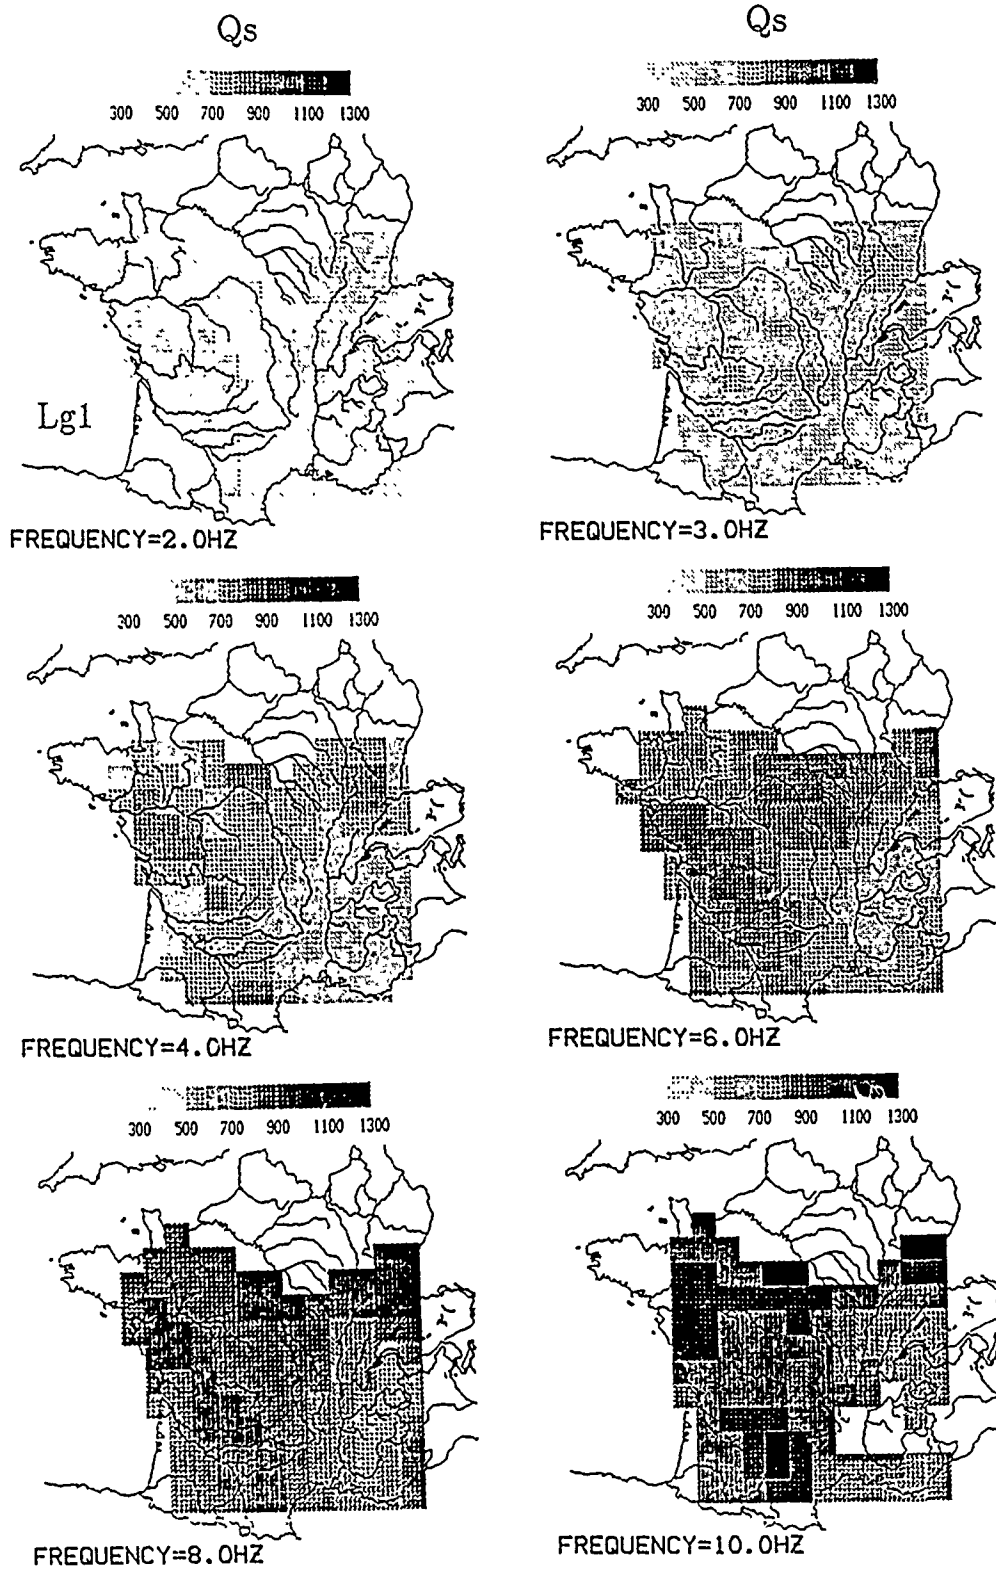 Qs
Qs
300 500 700 900 1100 1300
300 500 700 900 1100 1300
Lg1
FREQUENCY=2.0HZ
FREQUENCY=3.0HZ
300 500 700 900 1100 1300
300 500 700 900 1100 1300
FREQUENCY=4.0HZ
FREQUENCY=6.0HZ
300 500 700 900 1100 1300
300 500 700 900 1100 1300
FREQUENCY=8.0HZ
FREQUENCY=10.0HZ